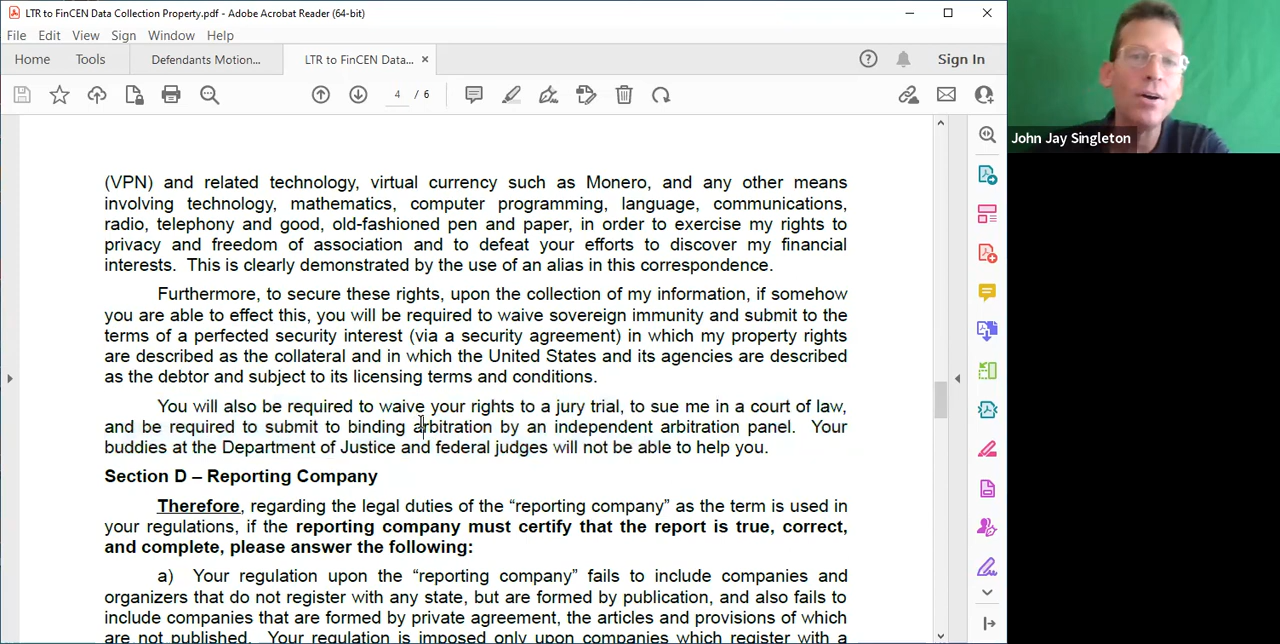 LTR to FinCEN Data Collection Property.pdf - Adobe Acrobat Reader (64-bit)
File Edit View Sign Window Help
Home Tools Defendants Motion... LTR to FinCEN Data... × Sign In
4 / 6
John Jay Singleton
(VPN) and related technology, virtual currency such as Monero, and any other means
involving technology, mathematics, computer programming, language, communications,
radio, telephony and good, old-fashioned pen and paper, in order to exercise my rights to
privacy and freedom of association and to defeat your efforts to discover my financial
interests. This is clearly demonstrated by the use of an alias in this correspondence.
Furthermore, to secure these rights, upon the collection of my information, if somehow
you are able to effect this, you will be required to waive sovereign immunity and submit to the
terms of a perfected security interest (via a security agreement) in which my property rights
are described as the collateral and in which the United States and its agencies are described
as the debtor and subject to its licensing terms and conditions.
You will also be required to waive your rights to a jury trial, to sue me in a court of law,
and be required to submit to binding arbitration by an independent arbitration panel. Your
buddies at the Department of Justice and federal judges will not be able to help you.
Section D – Reporting Company
Therefore, regarding the legal duties of the “reporting company” as the term is used in
your regulations, if the reporting company must certify that the report is true, correct,
and complete, please answer the following:
a) Your regulation upon the “reporting company” fails to include companies and
organizers that do not register with any state, but are formed by publication, and also fails to
include companies that are formed by private agreement, the articles and provisions of which
are not published. Your regulation is imposed only upon companies which register with a